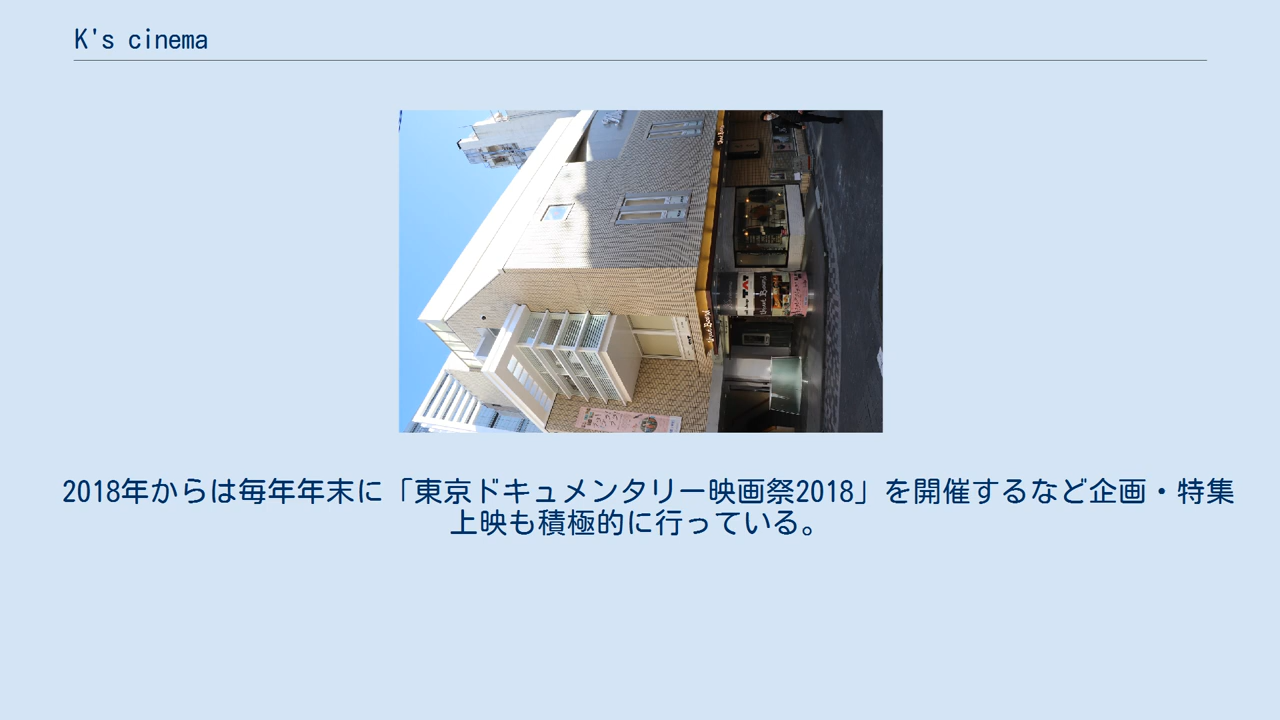 K's cinema
2018年からは毎年年末に「東京ドキュメンタリー映画祭2018」を開催するなど企画・特集
上映も積極的に行っている。